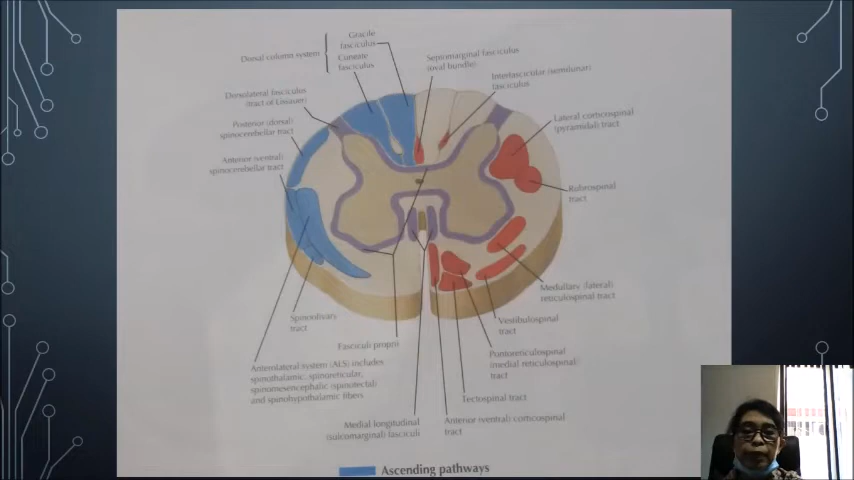 Gracile
fasciculus
Dorsal column system
Cuneate
fasciculus
Septomarginal fasciculus
(oval bundle)
Interfascicular (semilunar)
fasciculus
Dorsolateral fasciculus
(tract of Lissauer)
Posterior (dorsal)
spinocerebellar tract
Lateral corticospinal
(pyramidal) tract
Anterior (ventral)
spinocerebellar tract
Rubrospinal
tract
Medullary (lateral)
reticulospinal tract
Spinoolivary
tract
Vestibulospinal
tract
Fasciculi proprii
Pontoreticulospinal
(medial reticulospinal)
tract
Anterolateral system (ALS) includes
spinothalamic, spinoreticular,
spinomesencephalic (spinotectal)
and spinohypothalamic fibers
Tectospinal tract
Medial longitudinal
(sulcomarginal) fasciculi
Anterior (ventral) corticospinal
tract
Ascending pathways